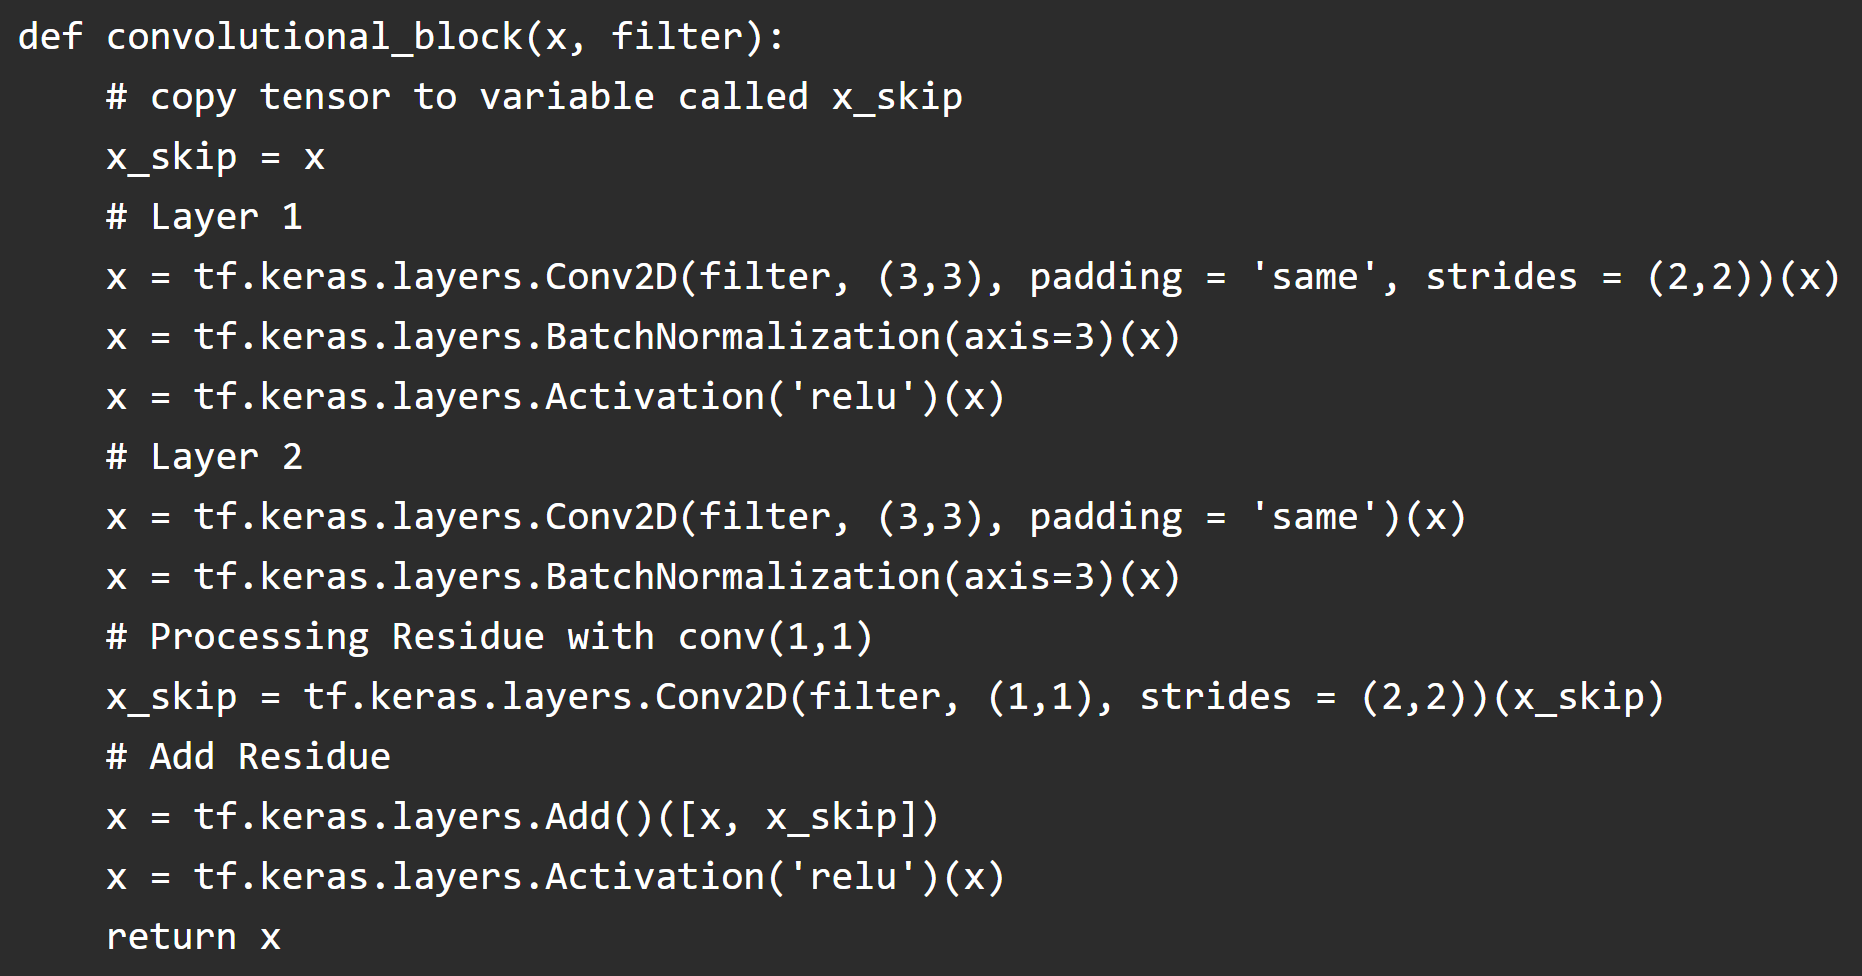 def convolutional_block(x, filter):
    # copy tensor to variable called x_skip
    x_skip = x
    # Layer 1
    x = tf.keras.layers.Conv2D(filter, (3,3), padding = 'same', strides = (2,2))(x)
    x = tf.keras.layers.BatchNormalization(axis=3)(x)
    x = tf.keras.layers.Activation('relu')(x)
    # Layer 2
    x = tf.keras.layers.Conv2D(filter, (3,3), padding = 'same')(x)
    x = tf.keras.layers.BatchNormalization(axis=3)(x)
    # Processing Residue with conv(1,1)
    x_skip = tf.keras.layers.Conv2D(filter, (1,1), strides = (2,2))(x_skip)
    # Add Residue
    x = tf.keras.layers.Add()([x, x_skip])
    x = tf.keras.layers.Activation('relu')(x)
    return x